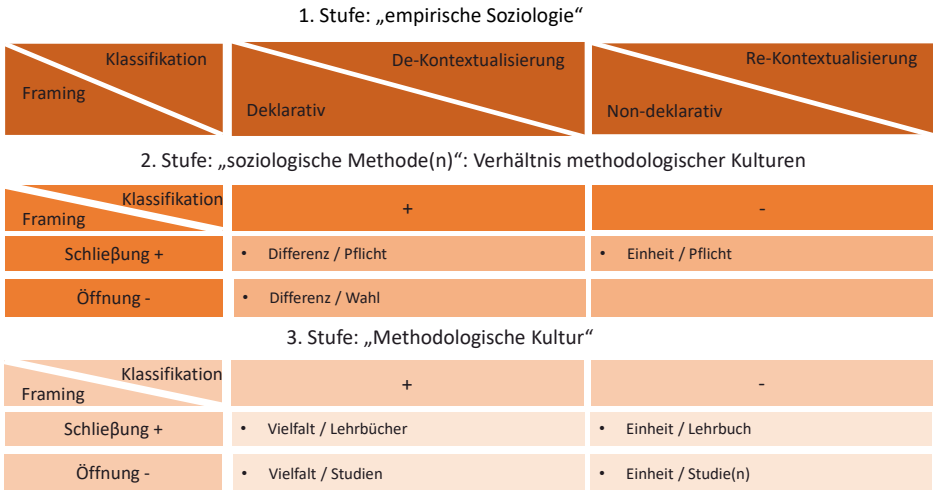 1. Stufe: „empirische Soziologie“
Klassifikation
Framing
De-Kontextualisierung
Deklarativ
Re-Kontextualisierung
Non-deklarativ
2. Stufe: „soziologische Methode(n)“: Verhältnis methodologischer Kulturen
Klassifikation
Framing
+
-
Schließung +
• Differenz / Pflicht
• Einheit / Pflicht
Öffnung -
• Differenz / Wahl
3. Stufe: „Methodologische Kultur“
Klassifikation
Framing
+
-
Schließung +
• Vielfalt / Lehrbücher
• Einheit / Lehrbuch
Öffnung -
• Vielfalt / Studien
• Einheit / Studie(n)